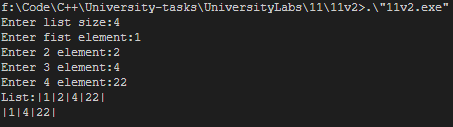 f:\Code\C++\University-tasks\UniversityLabs\11\11v2>.\"11v2.exe"
Enter list size:4
Enter fist element:1
Enter 2 element:2
Enter 3 element:4
Enter 4 element:22
List:|1|2|4|22|
|1|4|22|